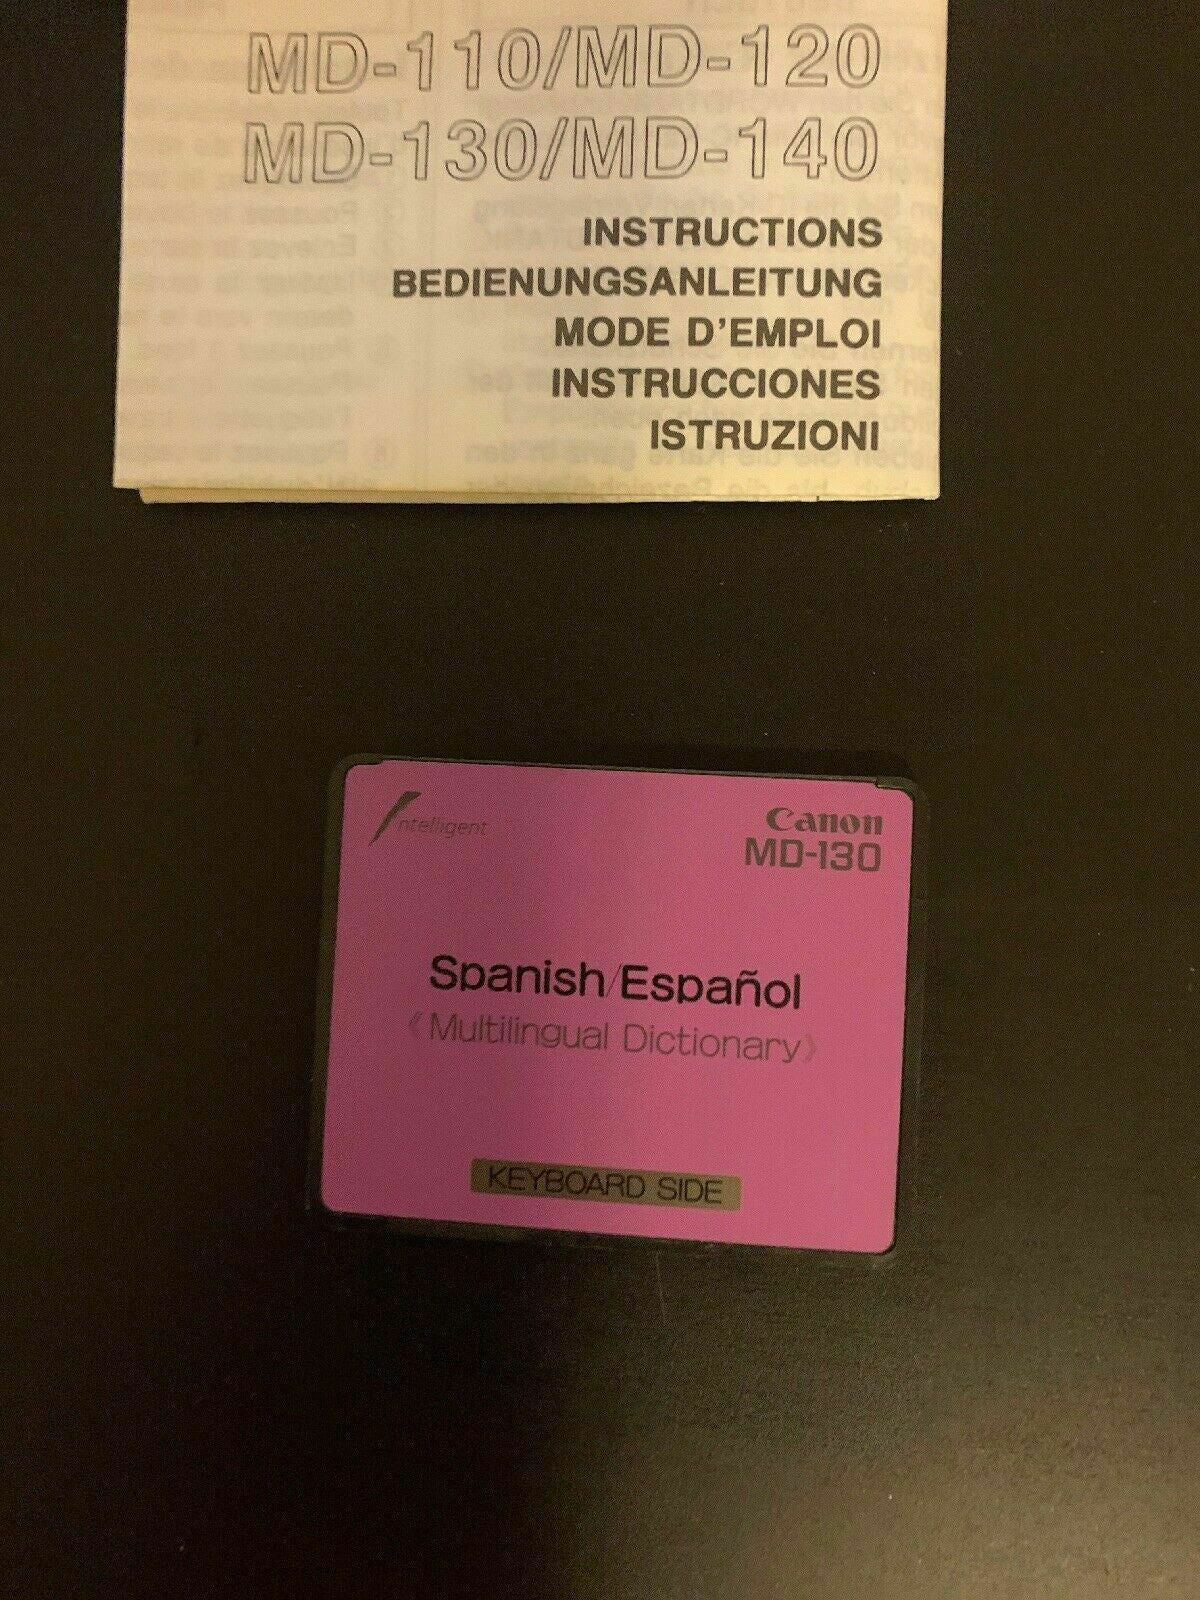 MD-110/MD-120
MD-130/MD-140
INSTRUCTIONS
BEDIENUNGSANLEITUNG
MODE D'EMPLOI
INSTRUCCIONES
ISTRUZIONI
Intelligent
Canon
MD-130
Spanish/Español
《Multilingual Dictionary》
KEYBOARD SIDE